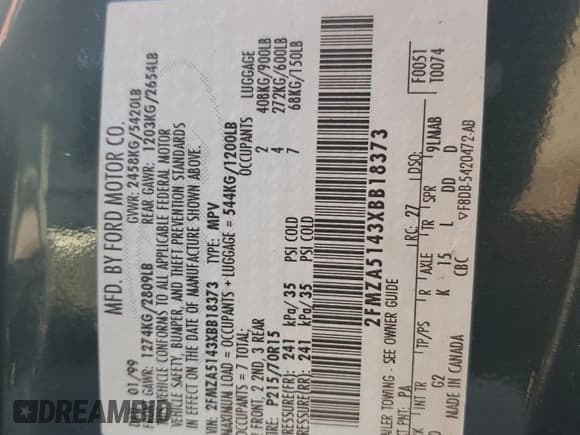 MFD. BY FORD MOTOR CO.
01/99 GVWR: 2458KG/5420LB
FRONT GAWR: 1274KG/2809LB REAR GAWR: 1203KG/2654LB
VEHICLE CONFORMS TO ALL APPLICABLE FEDERAL MOTOR
VEHICLE SAFETY, BUMPER, AND THEFT PREVENTION STANDARDS
IN EFFECT ON THE DATE OF MANUFACTURE SHOWN ABOVE.
VIN: 2FMZA5143XBB18373 TYPE: MPV
MAXIMUM LOAD = OCCUPANTS + LUGGAGE = 544KG/1200LB
OCCUPANTS = 7 TOTAL; OCCUPANTS LUGGAGE
2 FRONT, 2 2ND, 3 REAR 2 408KG/900LB
P215/70R15 4 272KG/600LB
PRESSURE(FR): 241 kPa/35 PSI COLD 7 68KG/150LB
PRESSURE(RR): 241 kPa/35 PSI COLD
2FMZA5143XBB18373
TRAILER TOWING - SEE OWNER GUIDE
EXT PNT: PA RC: 27 DSO: F0051
INT TR TP/PS R AXLE TR SPR T0074
G2 K 15 L DD D 9LMAB
MADE IN CANADA CBC ▽F8DB-5420472-AB
DREAMBID